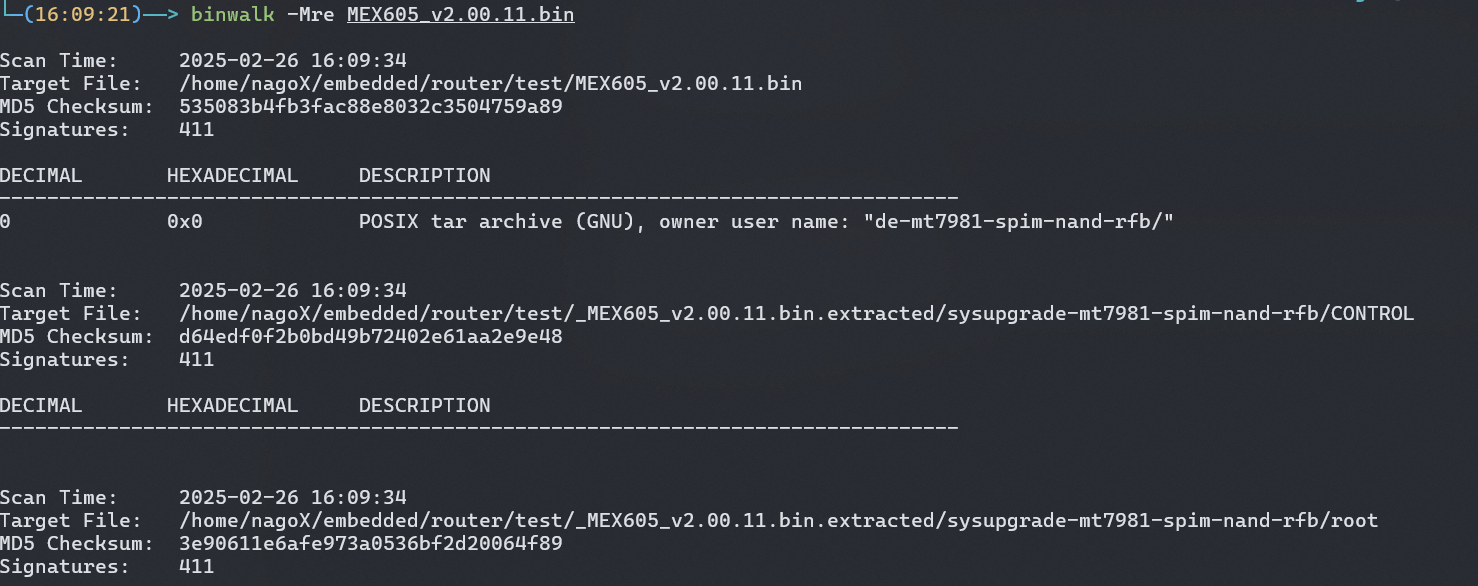 └─(16:09:21)──> binwalk -Mre MEX605_v2.00.11.bin
Scan Time:     2025-02-26 16:09:34
Target File:   /home/nagoX/embedded/router/test/MEX605_v2.00.11.bin
MD5 Checksum:  535083b4fb3fac88e8032c3504759a89
Signatures:    411
DECIMAL       HEXADECIMAL     DESCRIPTION
--------------------------------------------------------------------------------
0             0x0             POSIX tar archive (GNU), owner user name: "de-mt7981-spim-nand-rfb/"
Scan Time:     2025-02-26 16:09:34
Target File:   /home/nagoX/embedded/router/test/_MEX605_v2.00.11.bin.extracted/sysupgrade-mt7981-spim-nand-rfb/CONTROL
MD5 Checksum:  d64edf0f2b0bd49b72402e61aa2e9e48
Signatures:    411
DECIMAL       HEXADECIMAL     DESCRIPTION
--------------------------------------------------------------------------------
Scan Time:     2025-02-26 16:09:34
Target File:   /home/nagoX/embedded/router/test/_MEX605_v2.00.11.bin.extracted/sysupgrade-mt7981-spim-nand-rfb/root
MD5 Checksum:  3e90611e6afe973a0536bf2d20064f89
Signatures:    411